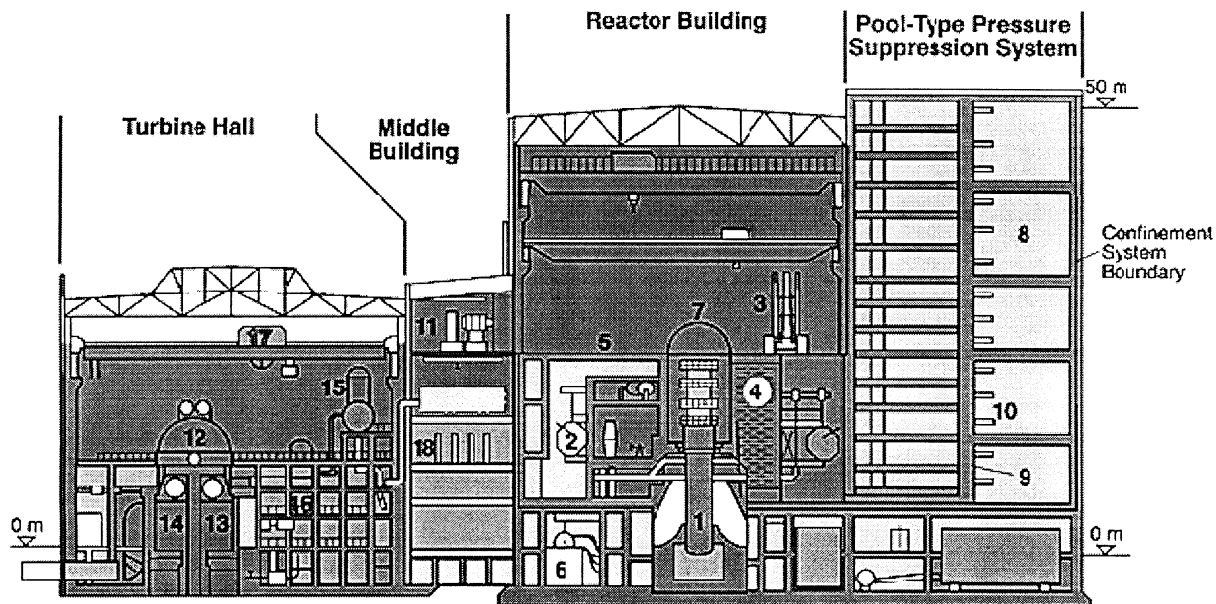 Reactor Building
Pool-Type Pressure
Suppression System
50 m
Turbine Hall
Middle
Building
8
Confinement
System
Boundary
3
7
11
17
5
15
4
10
12
2
18
9
16
1
0 m
14
13
0 m
6